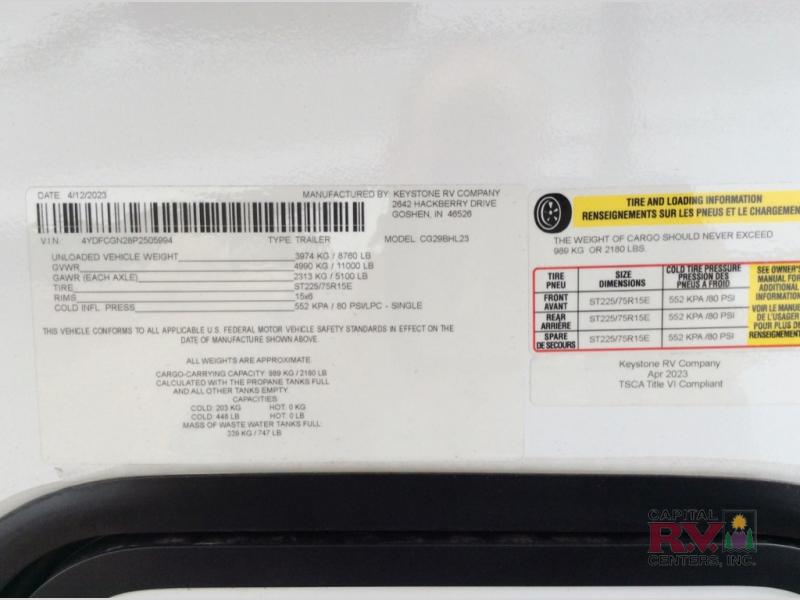 DATE 4/12/2023 MANUFACTURED BY: KEYSTONE RV COMPANY
2642 HACKBERRY DRIVE
GOSHEN, IN 46526
V.I.N. 4YDFCGN28P2505994 TYPE: TRAILER MODEL: CG29BHL23
UNLOADED VEHICLE WEIGHT 3974 KG / 8760 LB
GVWR 4990 KG / 11000 LB
GAWR (EACH AXLE) 2313 KG / 5100 LB
TIRE ST225/75R15E
RIMS 15x6
COLD INFL. PRESS 552 KPA / 80 PSI/LPC - SINGLE
THIS VEHICLE CONFORMS TO ALL APPLICABLE U.S. FEDERAL MOTOR VEHICLE SAFETY STANDARDS IN EFFECT ON THE
DATE OF MANUFACTURE SHOWN ABOVE.
ALL WEIGHTS ARE APPROXIMATE
CARGO-CARRYING CAPACITY: 989 KG / 2180 LB
CALCULATED WITH THE PROPANE TANKS FULL
AND ALL OTHER TANKS EMPTY.
CAPACITIES
COLD: 203 KG HOT: 0 KG
COLD: 448 LB HOT: 0 LB
MASS OF WASTE WATER TANKS FULL:
339 KG / 747 LB
TIRE AND LOADING INFORMATION
RENSEIGNEMENTS SUR LES PNEUS ET LE CHARGEMEN
THE WEIGHT OF CARGO SHOULD NEVER EXCEED
989 KG OR 2180 LBS.
TIRE
PNEU
SIZE
DIMENSIONS
COLD TIRE PRESSURE
PRESSION DES
PNEUS A FROID
FRONT
AVANT
ST225/75R15E 552 KPA /80 PSI
REAR
ARRIÈRE
ST225/75R15E 552 KPA /80 PSI
SPARE
DE SECOURS
ST225/75R15E 552 KPA /80 PSI
SEE OWNER'S
MANUAL FOR
ADDITIONAL
INFORMATION
VOIR LE MANUE
DE L'USAGER
POUR PLUS DE
RENSEIGNEMENT
Keystone RV Company
Apr 2023
TSCA Title VI Compliant
CAPITAL
R.V.
CENTERS, INC.